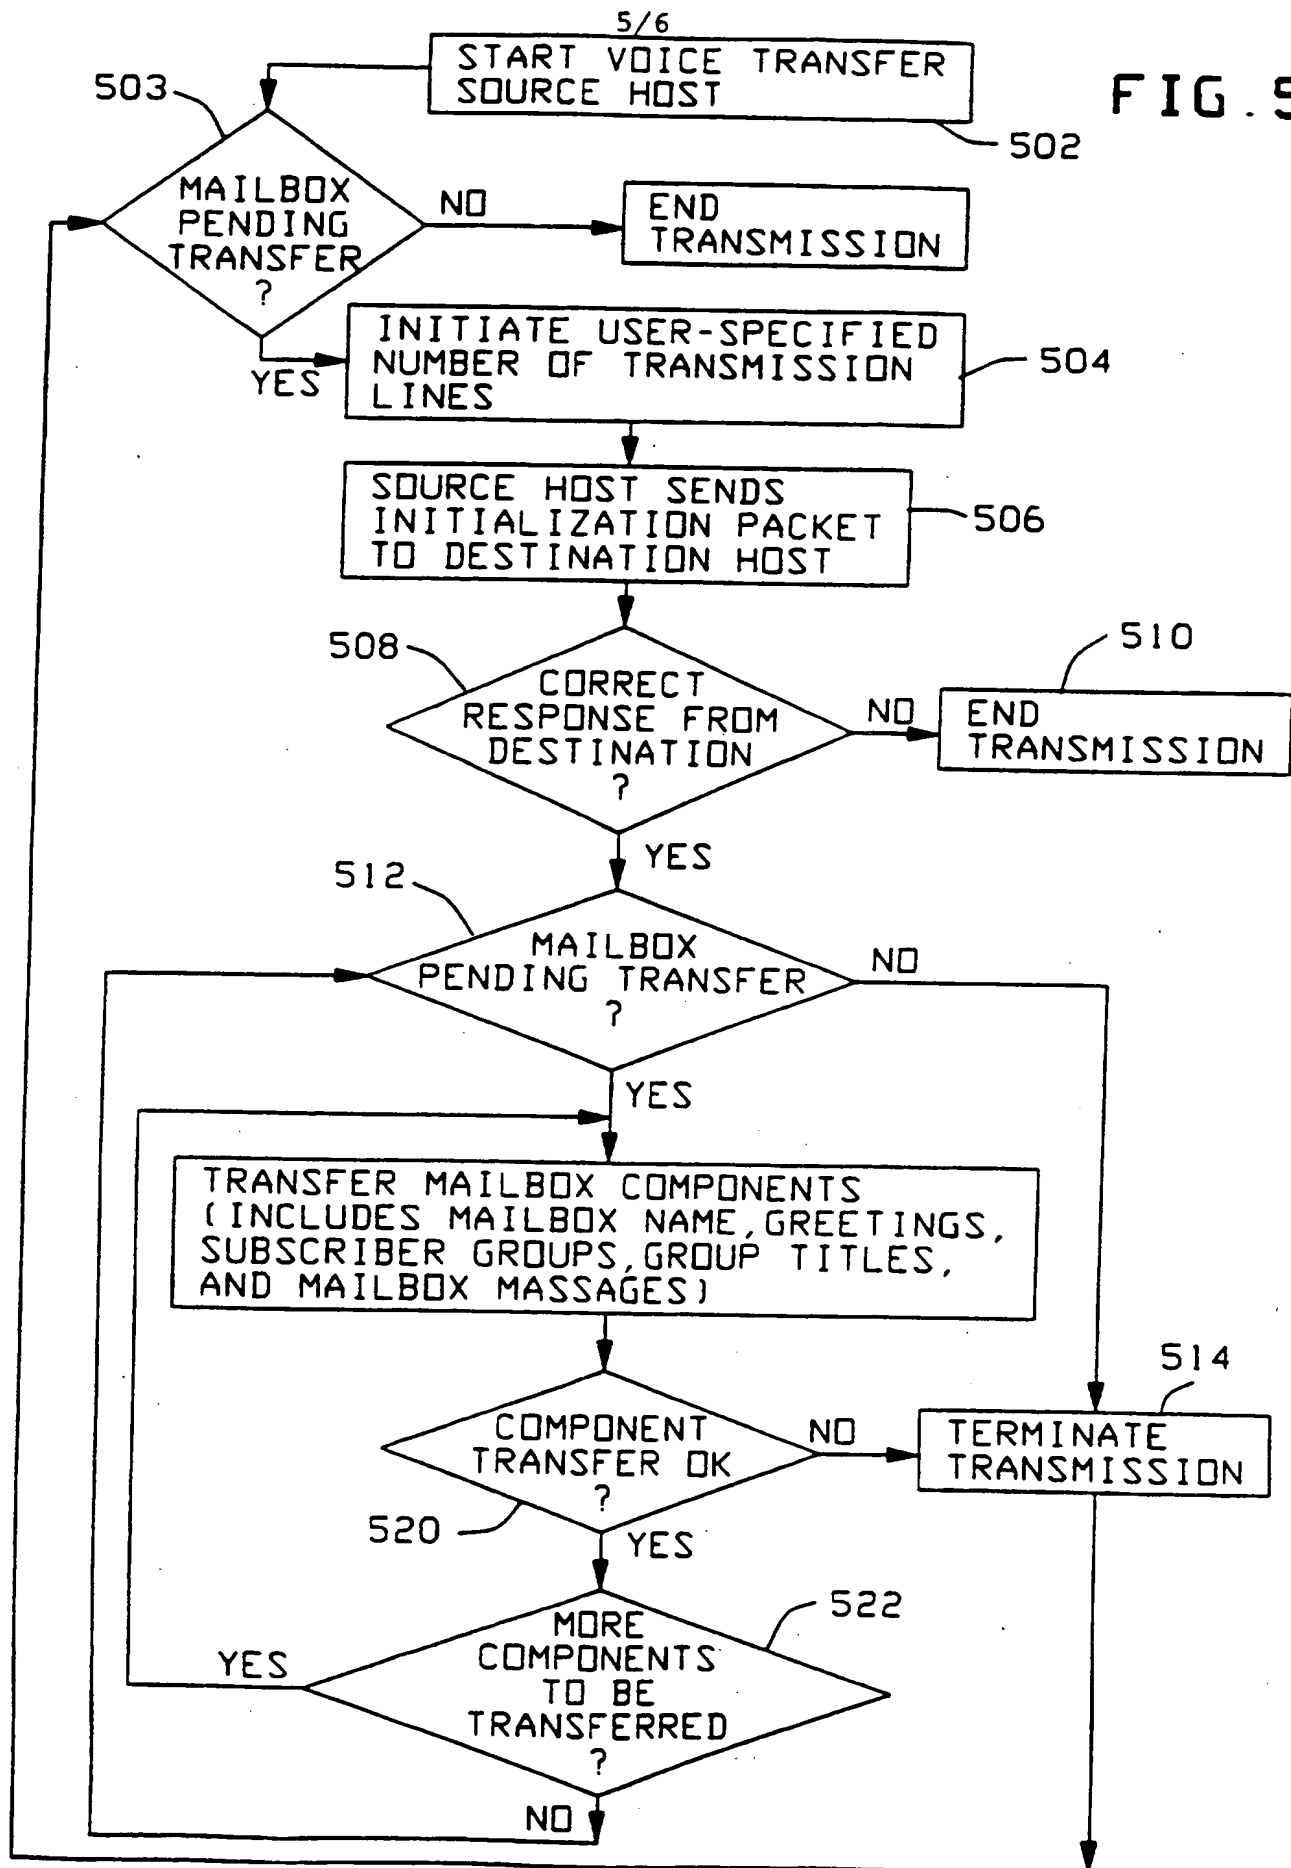 5/6
START VOICE TRANSFER
SOURCE HOST
FIG. 5
502
503
MAILBOX
PENDING
TRANSFER
?
NO
END
TRANSMISSION
YES
INITIATE USER-SPECIFIED
NUMBER OF TRANSMISSION
LINES
504
SOURCE HOST SENDS
INITIALIZATION PACKET
TO DESTINATION HOST
506
508
CORRECT
RESPONSE FROM
DESTINATION
?
NO
510
END
TRANSMISSION
YES
512
MAILBOX
PENDING TRANSFER
?
NO
YES
TRANSFER MAILBOX COMPONENTS
(INCLUDES MAILBOX NAME, GREETINGS,
SUBSCRIBER GROUPS, GROUP TITLES,
AND MAILBOX MASSAGES)
514
COMPONENT
TRANSFER OK
?
NO
TERMINATE
TRANSMISSION
520
YES
522
MORE
COMPONENTS
TO BE
TRANSFERRED
?
YES
NO